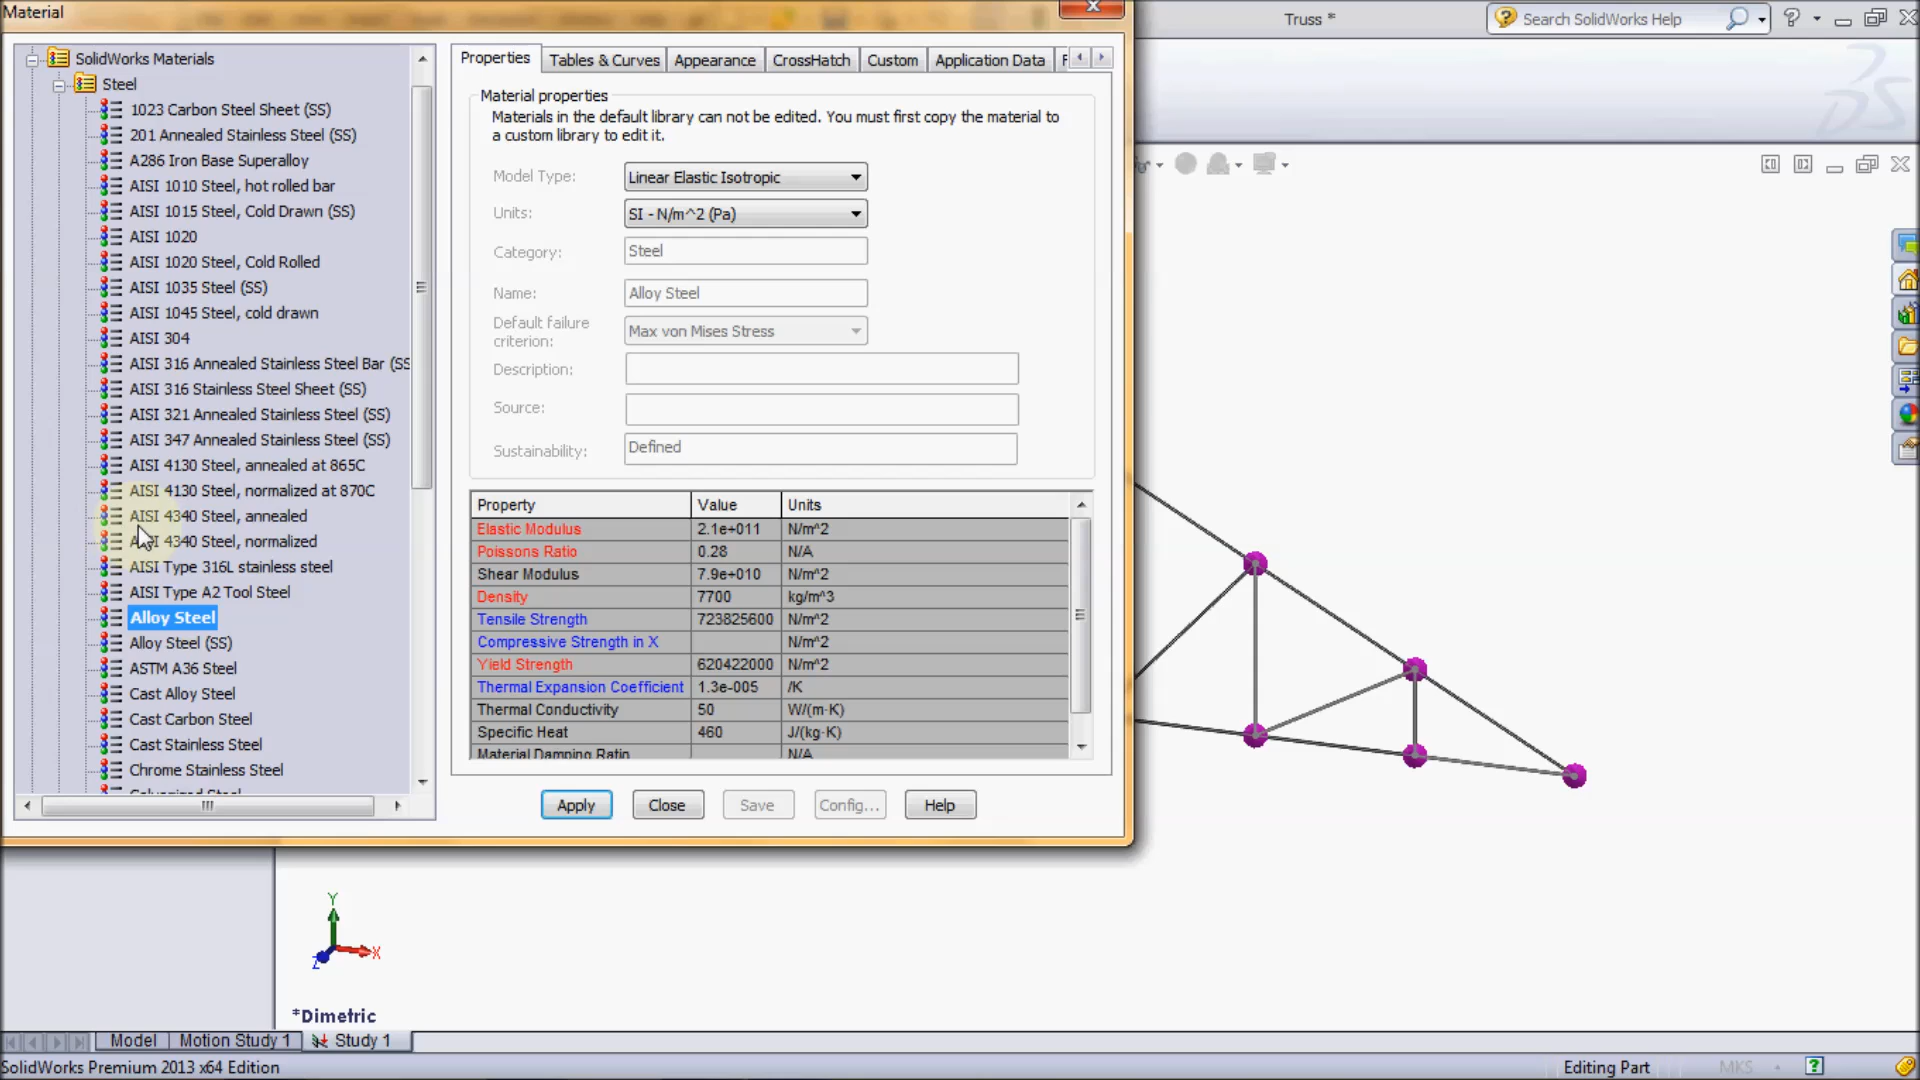 Material
Truss *
Search SolidWorks Help
SolidWorks Materials
Steel
1023 Carbon Steel Sheet (SS)
201 Annealed Stainless Steel (SS)
A286 Iron Base Superalloy
AISI 1010 Steel, hot rolled bar
AISI 1015 Steel, Cold Drawn (SS)
AISI 1020
AISI 1020 Steel, Cold Rolled
AISI 1035 Steel (SS)
AISI 1045 Steel, cold drawn
AISI 304
AISI 316 Annealed Stainless Steel Bar (SS
AISI 316 Stainless Steel Sheet (SS)
AISI 321 Annealed Stainless Steel (SS)
AISI 347 Annealed Stainless Steel (SS)
AISI 4130 Steel, annealed at 865C
AISI 4130 Steel, normalized at 870C
AISI 4340 Steel, annealed
AISI 4340 Steel, normalized
AISI Type 316L stainless steel
AISI Type A2 Tool Steel
Alloy Steel
Alloy Steel (SS)
ASTM A36 Steel
Cast Alloy Steel
Cast Carbon Steel
Cast Stainless Steel
Chrome Stainless Steel
Galvanized Steel
Properties Tables & Curves Appearance CrossHatch Custom Application Data F
Material properties
Materials in the default library can not be edited. You must first copy the material to
a custom library to edit it.
Model Type: Linear Elastic Isotropic
Units: SI - N/m^2 (Pa)
Category: Steel
Name: Alloy Steel
Default failure
criterion: Max von Mises Stress
Description:
Source:
Sustainability: Defined
Property Value Units
Elastic Modulus 2.1e+011 N/m^2
Poissons Ratio 0.28 N/A
Shear Modulus 7.9e+010 N/m^2
Density 7700 kg/m^3
Tensile Strength 723825600 N/m^2
Compressive Strength in X N/m^2
Yield Strength 620422000 N/m^2
Thermal Expansion Coefficient 1.3e-005 /K
Thermal Conductivity 50 W/(m·K)
Specific Heat 460 J/(kg·K)
Material Damping Ratio N/A
Apply Close Save Config... Help
Y
X
Z
*Dimetric
Model Motion Study 1 Study 1
SolidWorks Premium 2013 x64 Edition
Editing Part MKS